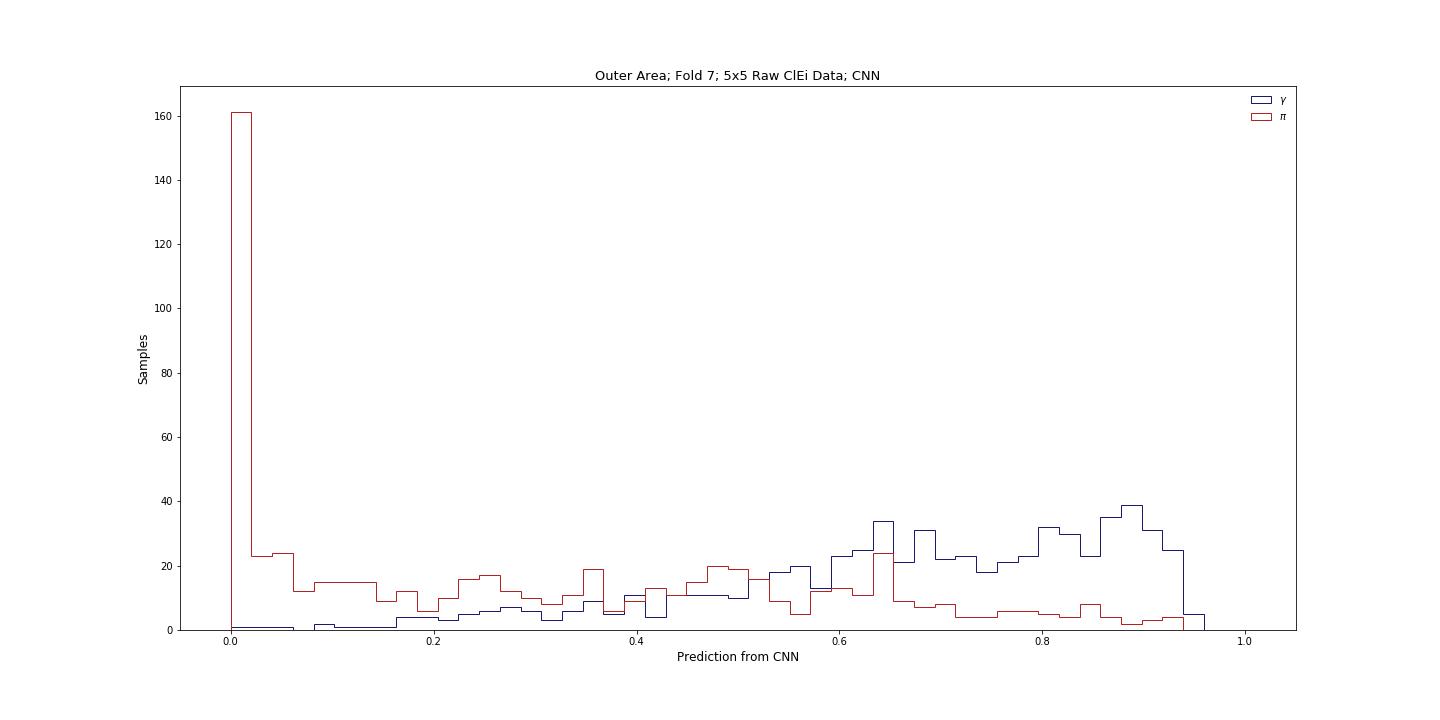 Outer Area; Fold 7; 5x5 Raw ClEi Data; CNN
γ
π
160
140
120
100
80
60
40
20
0
Samples
0.0 0.2 0.4 0.6 0.8 1.0
Prediction from CNN